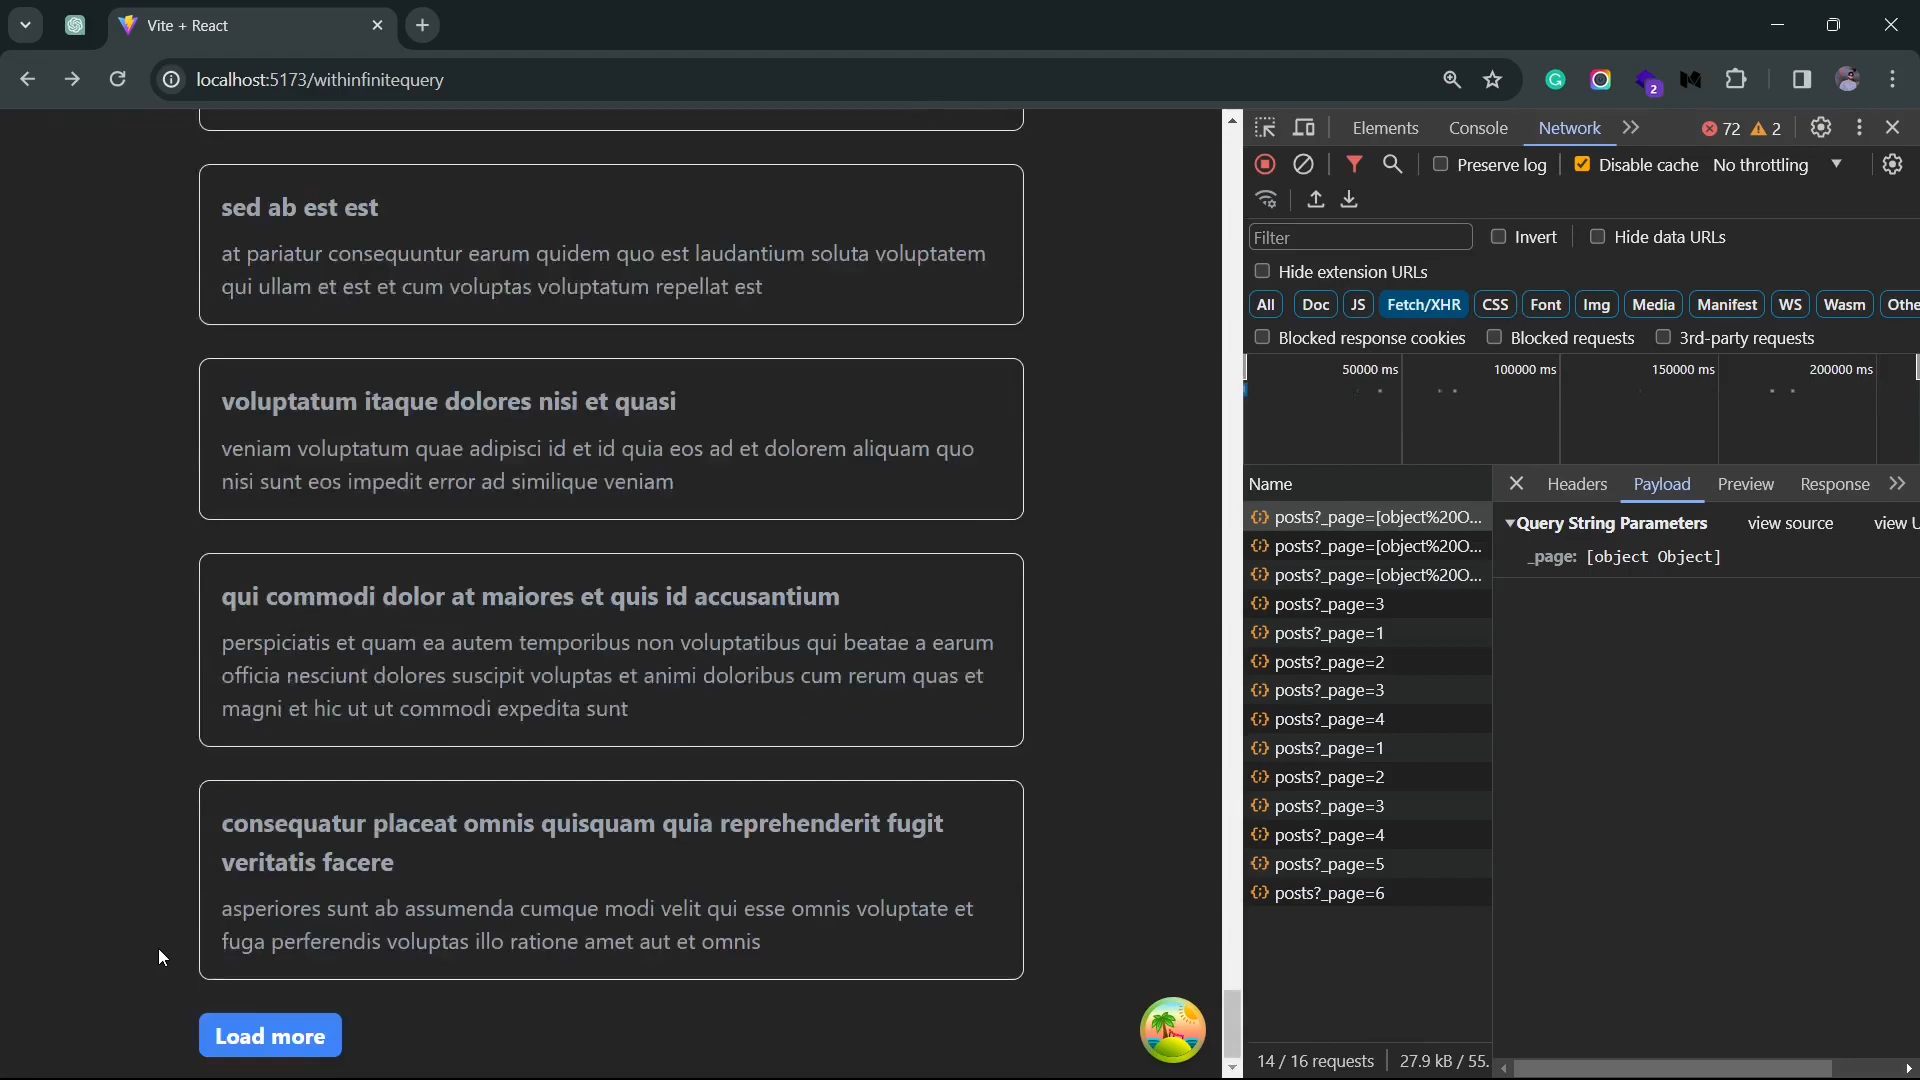 Vite + React
localhost:5173/withinfinitequery
2
sed ab est est
at pariatur consequuntur earum quidem quo est laudantium soluta voluptatem
qui ullam et est et cum voluptas voluptatum repellat est
voluptatum itaque dolores nisi et quasi
veniam voluptatum quae adipisci id et id quia eos ad et dolorem aliquam quo
nisi sunt eos impedit error ad similique veniam
qui commodi dolor at maiores et quis id accusantium
perspiciatis et quam ea autem temporibus non voluptatibus qui beatae a earum
officia nesciunt dolores suscipit voluptas et animi doloribus cum rerum quas et
magni et hic ut ut commodi expedita sunt
consequatur placeat omnis quisquam quia reprehenderit fugit
veritatis facere
asperiores sunt ab assumenda cumque modi velit qui esse omnis voluptate et
fuga perferendis voluptas illo ratione amet aut et omnis
Load more
Elements Console Network 72 2
Preserve log Disable cache No throttling
Filter Invert Hide data URLs
Hide extension URLs
All Doc JS Fetch/XHR CSS Font Img Media Manifest WS Wasm Othe
Blocked response cookies Blocked requests 3rd-party requests
50000 ms 100000 ms 150000 ms 200000 ms
Name
posts?_page=[object%20O...
posts?_page=[object%20O...
posts?_page=[object%20O...
posts?_page=3
posts?_page=1
posts?_page=2
posts?_page=3
posts?_page=4
posts?_page=1
posts?_page=2
posts?_page=3
posts?_page=4
posts?_page=5
posts?_page=6
14 / 16 requests 27.9 kB / 55.
Headers Payload Preview Response
Query String Parameters view source view U
_page: [object Object]